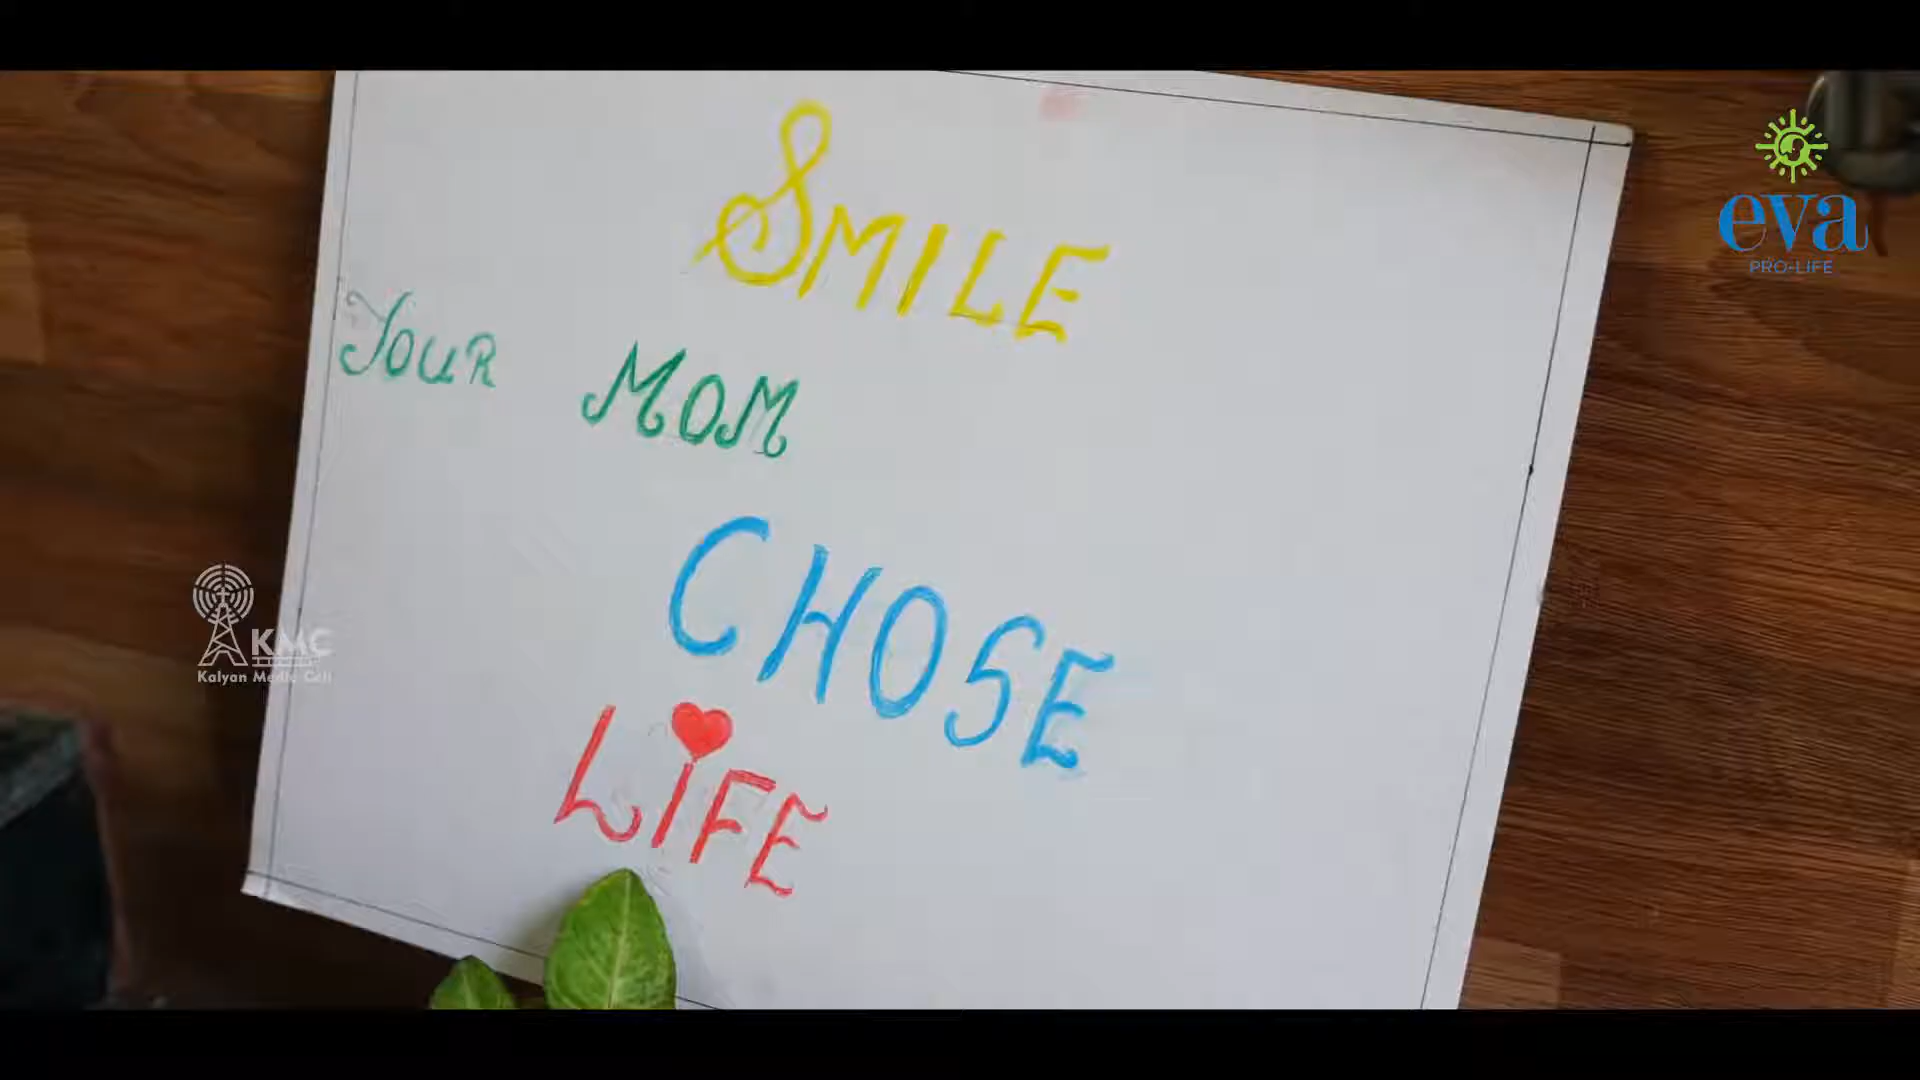 SMILE
YOUR MOM
CHOSE
LIFE
eva
PRO-LIFE
KMC
Kalyan Media Cell